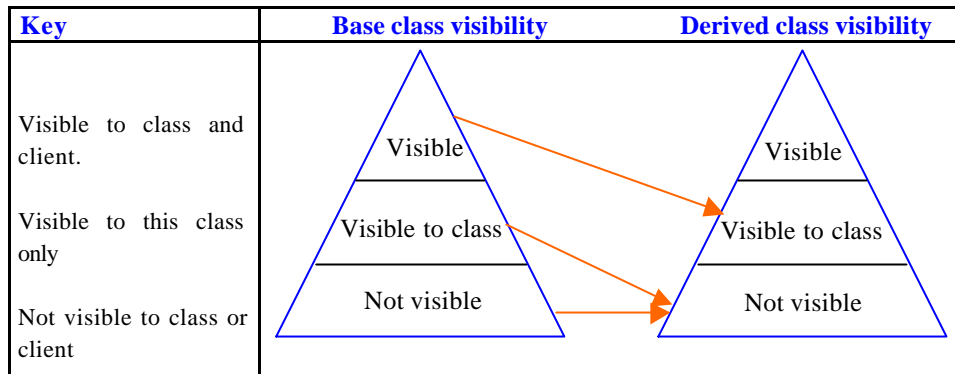 Key
Base class visibility
Derived class visibility
Visible to class and
client.
Visible to this class
only
Not visible to class or
client
Visible
Visible to class
Not visible
Visible
Visible to class
Not visible